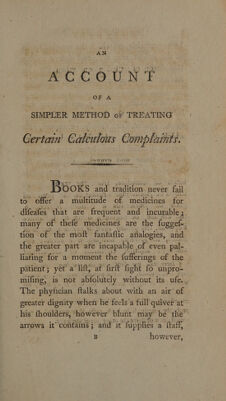 AN
ACCOUNT
OF A
SIMPLER METHOD OF TREATING
Certain Calculous Complaints.
BOOKS and tradition never fail
to offer a multitude of medicines for
diſeaſes that are frequent and incurable;
many of theſe medicines are the ſuggeſ-
tion of the moſt fantaſtic analogies, and
the greater part are incapable of even pal-
liating for a moment the ſufferings of the
patient; yet a liſt, at firſt ſight ſo unpro-
miſing, is not abſolutely without its uſe.
The phyſician ſtalks about with an air of
greater dignity when he feels a full quiver at
his ſhoulders, however blunt may be the
arrows it contains; and it ſupplies a ſtaff,
B
however,